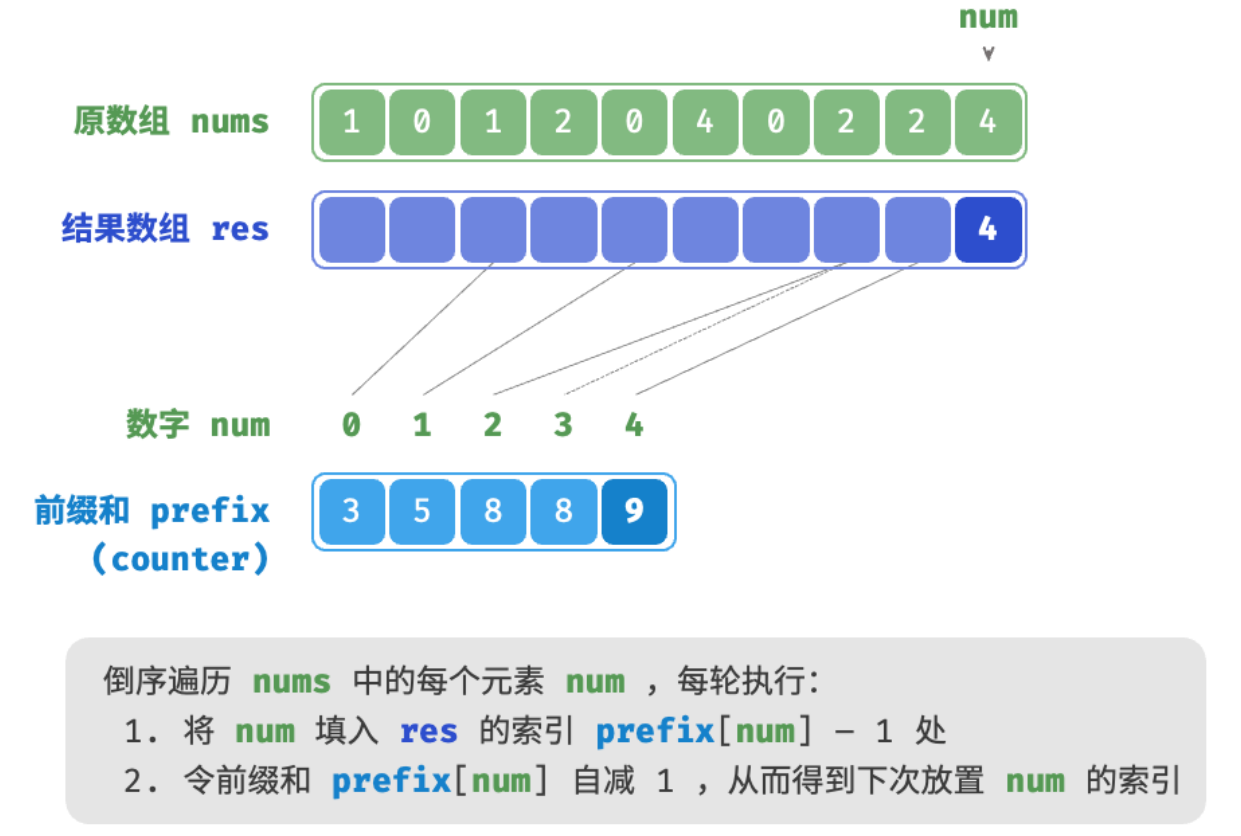 num
原数组 nums 1 0 1 2 0 4 0 2 2 4
结果数组 res 4
数字 num 0 1 2 3 4
前缀和 prefix 3 5 8 8 9
(counter)
倒序遍历 nums 中的每个元素 num ，每轮执行：
1. 将 num 填入 res 的索引 prefix[num] – 1 处
2. 令前缀和 prefix[num] 自减 1 ，从而得到下次放置 num 的索引